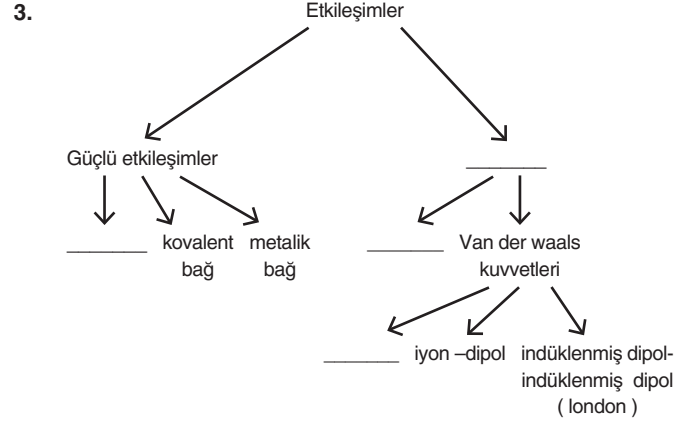 3.
Etkileşimler
Güçlü etkileşimler
________
________ kovalent metalik
bağ bağ
________ Van der waals
kuvvetleri
________ iyon –dipol indüklenmiş dipol-
indüklenmiş dipol
( london )